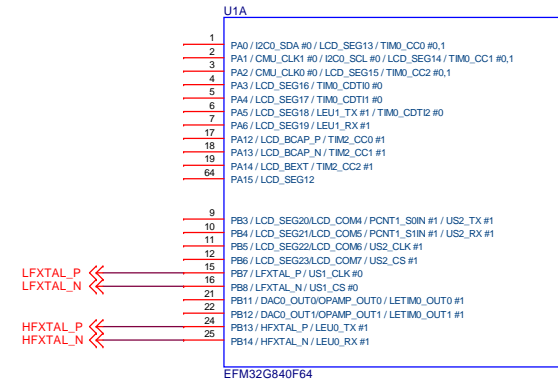 U1A
1 PA0 / I2C0_SDA #0 / LCD_SEG13 / TIM0_CC0 #0,1
2 PA1 / CMU_CLK1 #0 / I2C0_SCL #0 / LCD_SEG14 / TIM0_CC1 #0,1
3 PA2 / CMU_CLK0 #0 / LCD_SEG15 / TIM0_CC2 #0,1
4 PA3 / LCD_SEG16 / TIM0_CDTI0 #0
5 PA4 / LCD_SEG17 / TIM0_CDTI1 #0
6 PA5 / LCD_SEG18 / LEU1_TX #1 / TIM0_CDTI2 #0
7 PA6 / LCD_SEG19 / LEU1_RX #1
17 PA12 / LCD_BCAP_P / TIM2_CC0 #1
18 PA13 / LCD_BCAP_N / TIM2_CC1 #1
19 PA14 / LCD_BEXT / TIM2_CC2 #1
64 PA15 / LCD_SEG12
9 PB3 / LCD_SEG20/LCD_COM4 / PCNT1_S0IN #1 / US2_TX #1
10 PB4 / LCD_SEG21/LCD_COM5 / PCNT1_S1IN #1 / US2_RX #1
11 PB5 / LCD_SEG22/LCD_COM6 / US2_CLK #1
12 PB6 / LCD_SEG23/LCD_COM7 / US2_CS #1
LFXTAL_P 15 PB7 / LFXTAL_P / US1_CLK #0
LFXTAL_N 16 PB8 / LFXTAL_N / US1_CS #0
21 PB11 / DAC0_OUT0/OPAMP_OUT0 / LETIM0_OUT0 #1
22 PB12 / DAC0_OUT1/OPAMP_OUT1 / LETIM0_OUT1 #1
HFXTAL_P 24 PB13 / HFXTAL_P / LEU0_TX #1
HFXTAL_N 25 PB14 / HFXTAL_N / LEU0_RX #1
EFM32G840F64